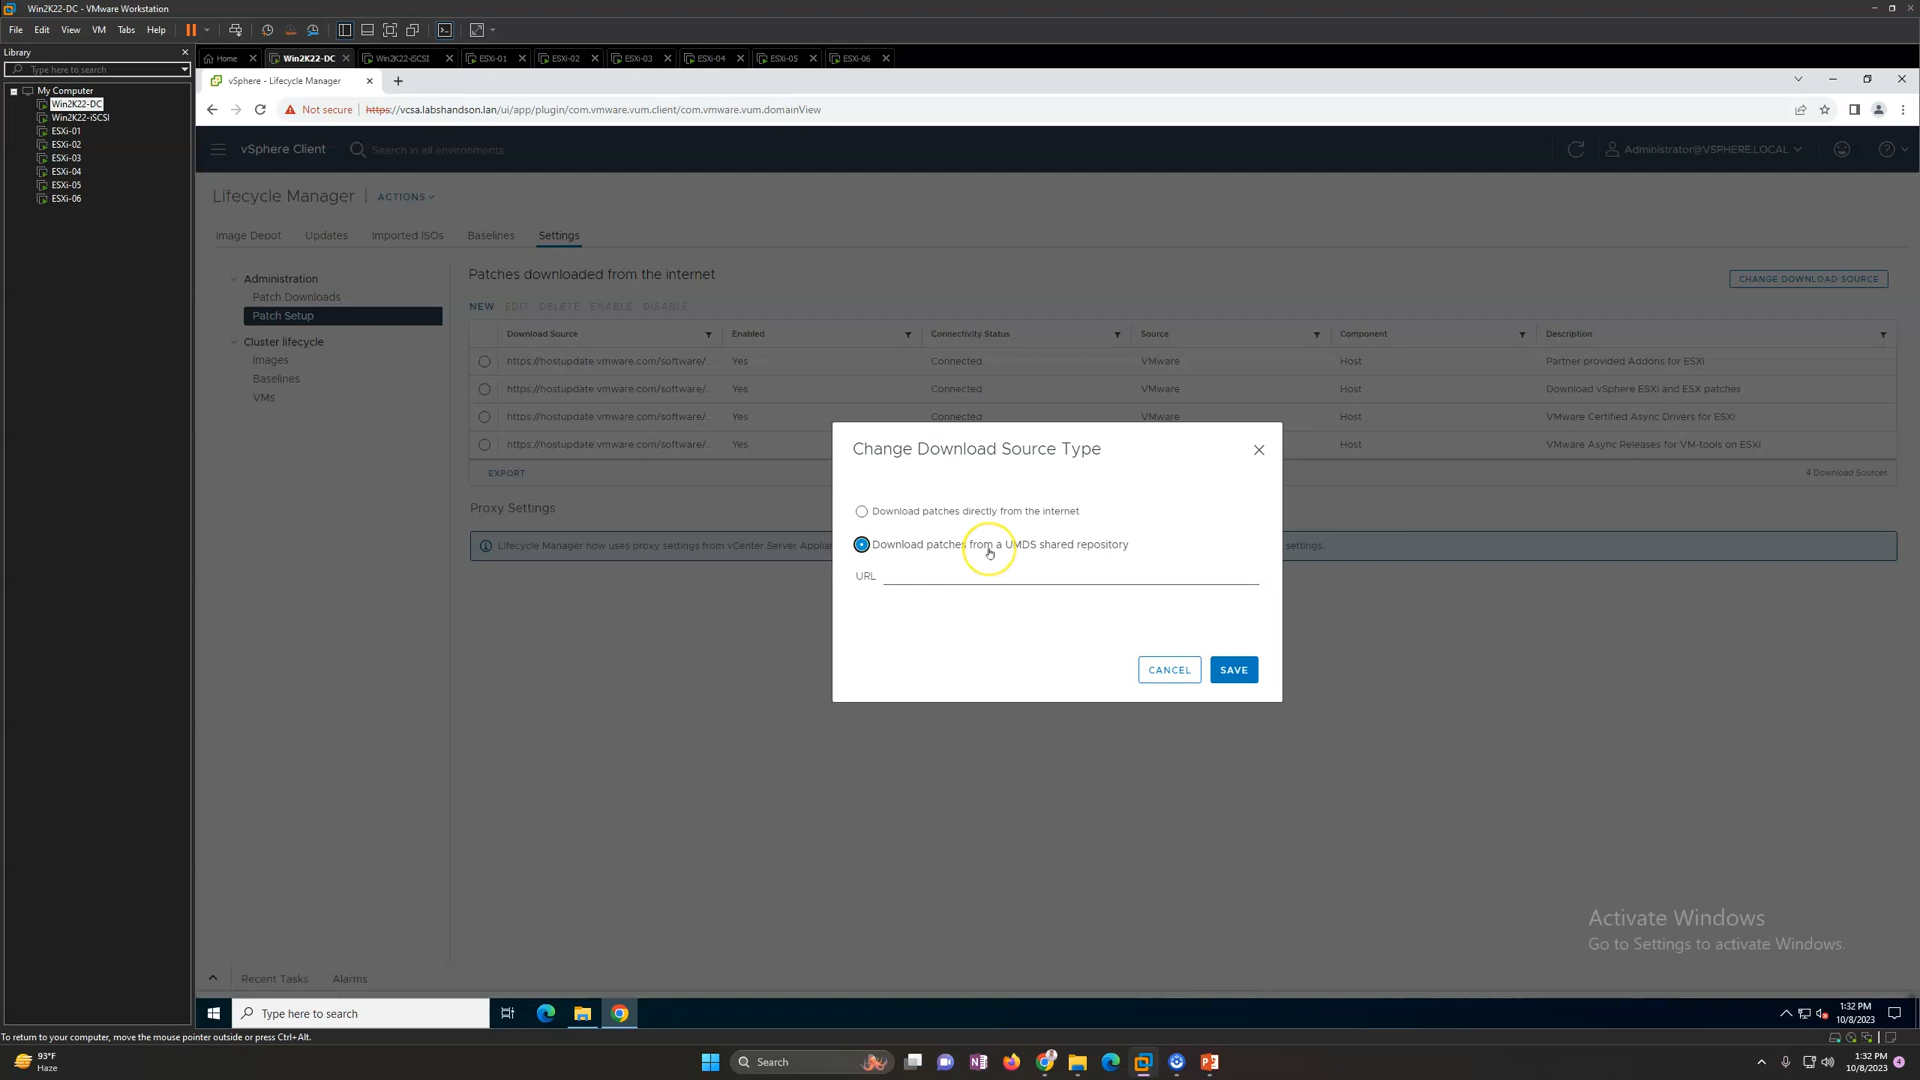 Win2K22-DC - VMware Workstation
File Edit View VM Tabs Help
Library
Type here to search
My Computer
Win2K22-DC
Win2K22-iSCSI
ESXi-01
ESXi-02
ESXi-03
ESXi-04
ESXi-05
ESXi-06
Home Win2K22-DC Win2K22-iSCSI ESXi-01 ESXi-02 ESXi-03 ESXi-04 ESXi-05 ESXi-06
vSphere - Lifecycle Manager
Not secure https://vcsa.labshandson.lan/ui/app/plugin/com.vmware.vum.client/com.vmware.vum.domainView
vSphere Client Search in all environments Administrator@VSPHERE.LOCAL
Lifecycle Manager ACTIONS
Image Depot Updates Imported ISOs Baselines Settings
Administration
Patch Downloads
Patch Setup
Cluster lifecycle
Images
Baselines
VMs
Patches downloaded from the internet
CHANGE DOWNLOAD SOURCE
NEW EDIT DELETE ENABLE DISABLE
Download Source Enabled Connectivity Status Source Component Description
https://hostupdate.vmware.com/software/.. Yes Connected VMware Host Partner provided Addons for ESXi
https://hostupdate.vmware.com/software/.. Yes Connected VMware Host Download vSphere ESXi and ESX patches
https://hostupdate.vmware.com/software/.. Yes Connected VMware Host VMware Certified Async Drivers for ESXi
https://hostupdate.vmware.com/software/.. Yes Connected VMware Host VMware Async Releases for VM-tools on ESXi
EXPORT 4 Download Sources
Proxy Settings
Lifecycle Manager now uses proxy settings from vCenter Server Applian settings.
Change Download Source Type
Download patches directly from the internet
Download patches from a UMDS shared repository
URL
CANCEL SAVE
Activate Windows
Go to Settings to activate Windows.
Recent Tasks Alarms
Type here to search
1:32 PM
10/8/2023
To return to your computer, move the mouse pointer outside or press Ctrl+Alt.
93°F
Haze
Search
1:32 PM
10/8/2023
4